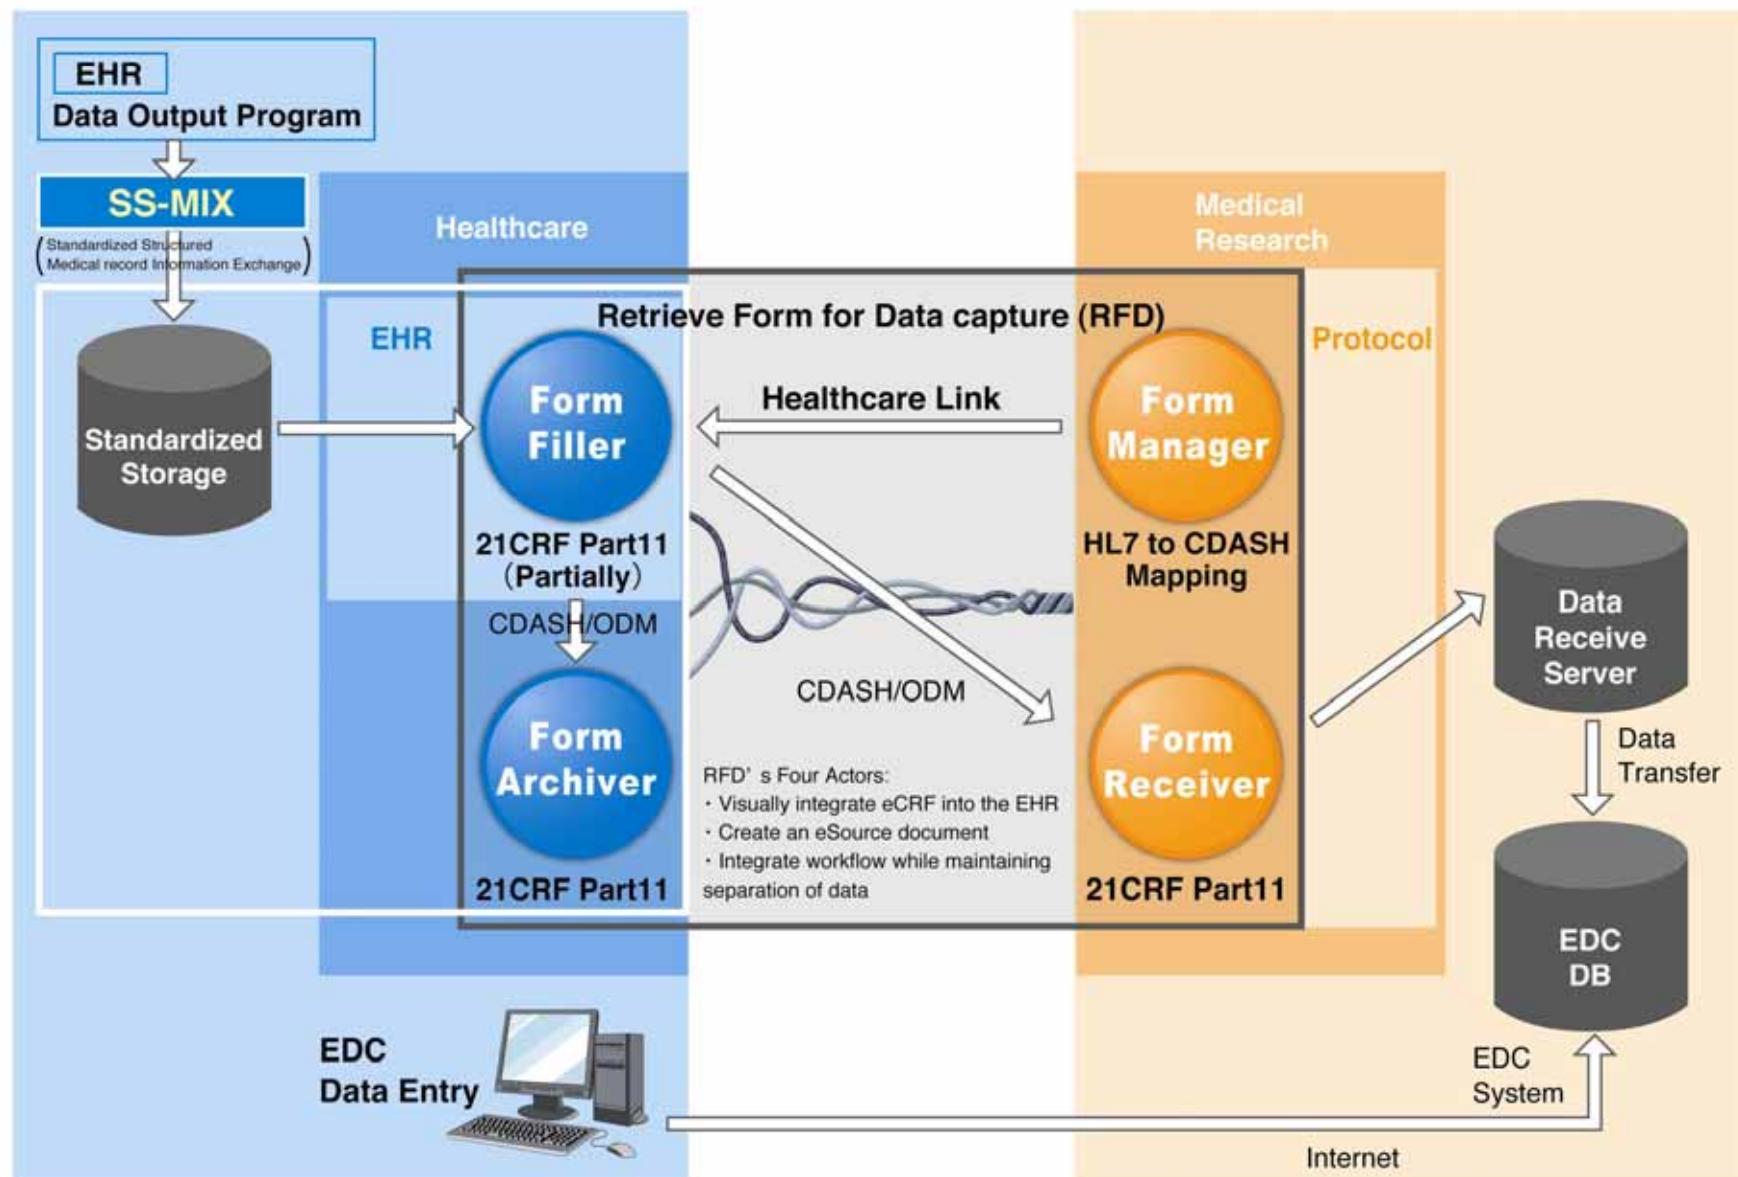 EHR
Data Output Program
SS-MIX
(Standardized Structured
Medical record Information Exchange)
Healthcare
Medical
Research
Retrieve Form for Data capture (RFD)
EHR
Protocol
Standardized
Storage
Form
Filler
Healthcare Link
Form
Manager
21CRF Part11
(Partially)
HL7 to CDASH
Mapping
CDASH/ODM
CDASH/ODM
Data
Receive
Server
Form
Archiver
RFD's Four Actors:
・Visually integrate eCRF into the EHR
・Create an eSource document
・Integrate workflow while maintaining
separation of data
Form
Receiver
Data
Transfer
21CRF Part11
21CRF Part11
EDC
DB
EDC
Data Entry
EDC
System
Internet